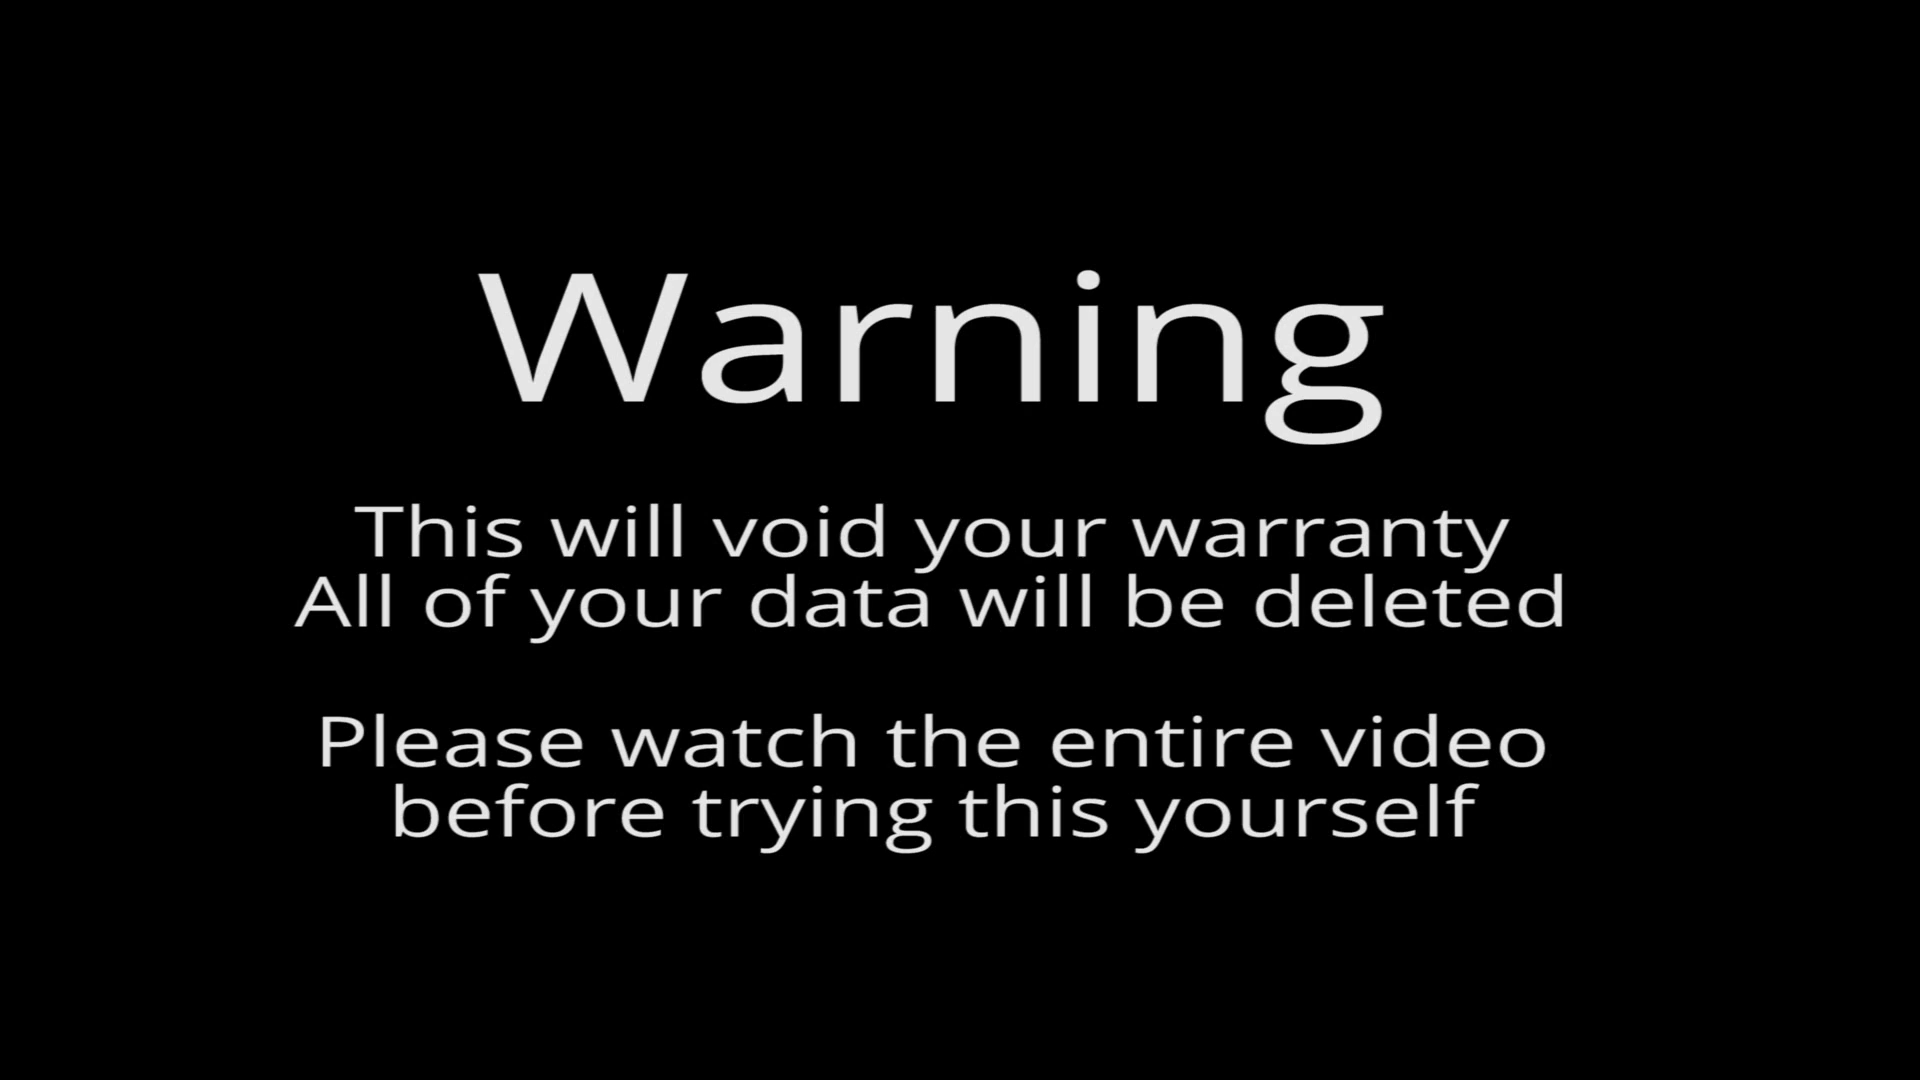 Warning
This will void your warranty
All of your data will be deleted
Please watch the entire video
before trying this yourself